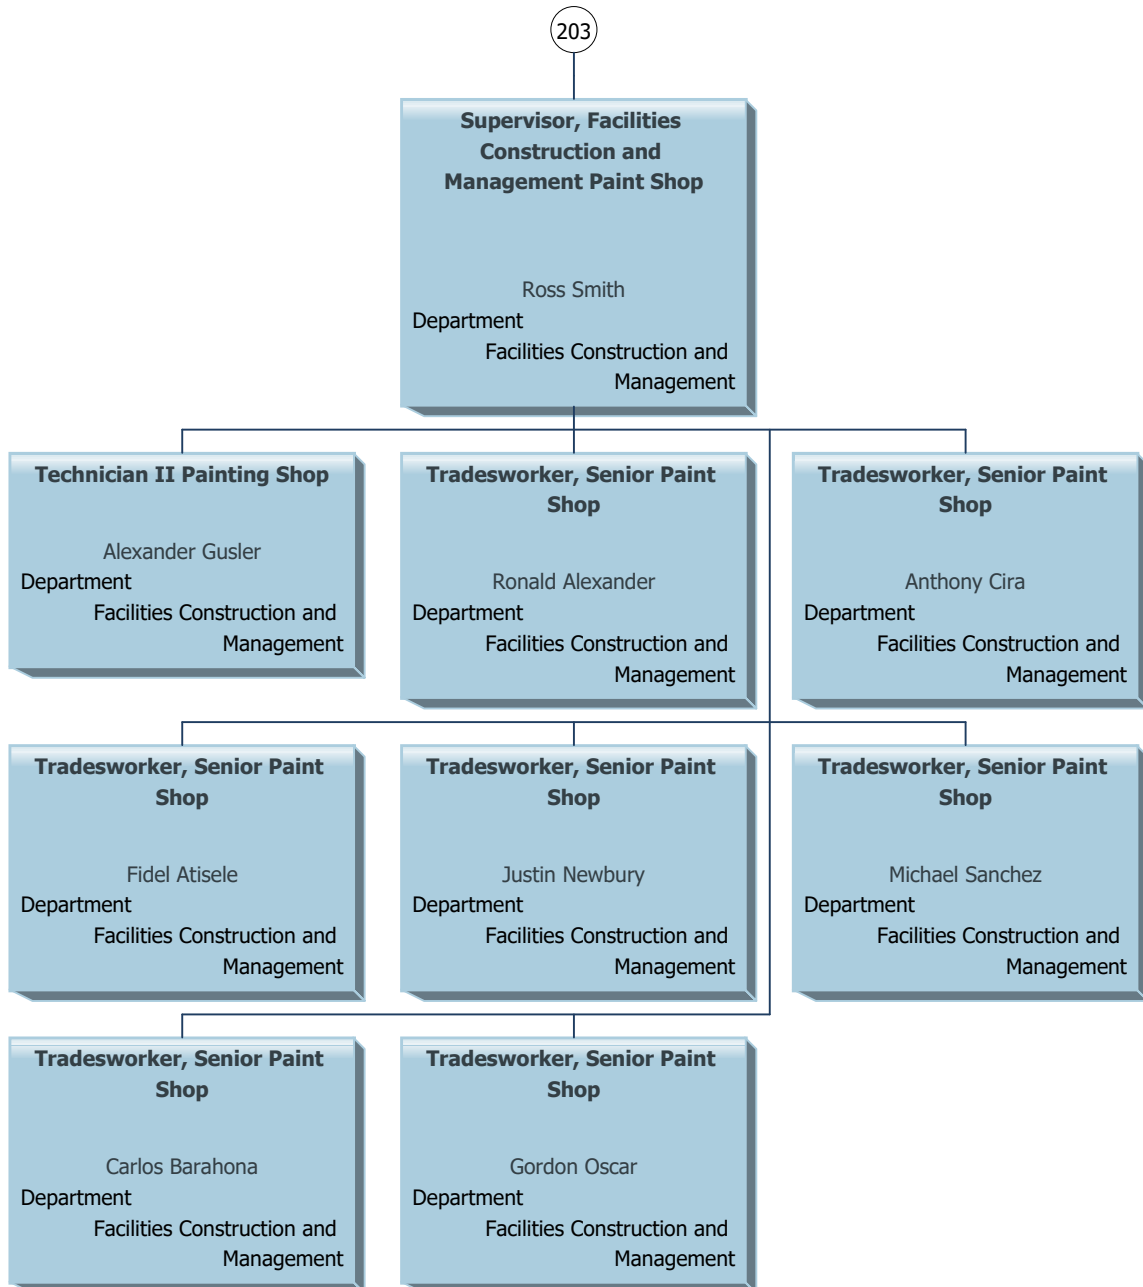 203
Supervisor, Facilities
Construction and
Management Paint Shop
Ross Smith
Department
Facilities Construction and
Management
Technician II Painting Shop
Alexander Gusler
Department
Facilities Construction and
Management
Tradesworker, Senior Paint
Shop
Ronald Alexander
Department
Facilities Construction and
Management
Tradesworker, Senior Paint
Shop
Anthony Cira
Department
Facilities Construction and
Management
Tradesworker, Senior Paint
Shop
Fidel Atisele
Department
Facilities Construction and
Management
Tradesworker, Senior Paint
Shop
Justin Newbury
Department
Facilities Construction and
Management
Tradesworker, Senior Paint
Shop
Michael Sanchez
Department
Facilities Construction and
Management
Tradesworker, Senior Paint
Shop
Carlos Barahona
Department
Facilities Construction and
Management
Tradesworker, Senior Paint
Shop
Gordon Oscar
Department
Facilities Construction and
Management